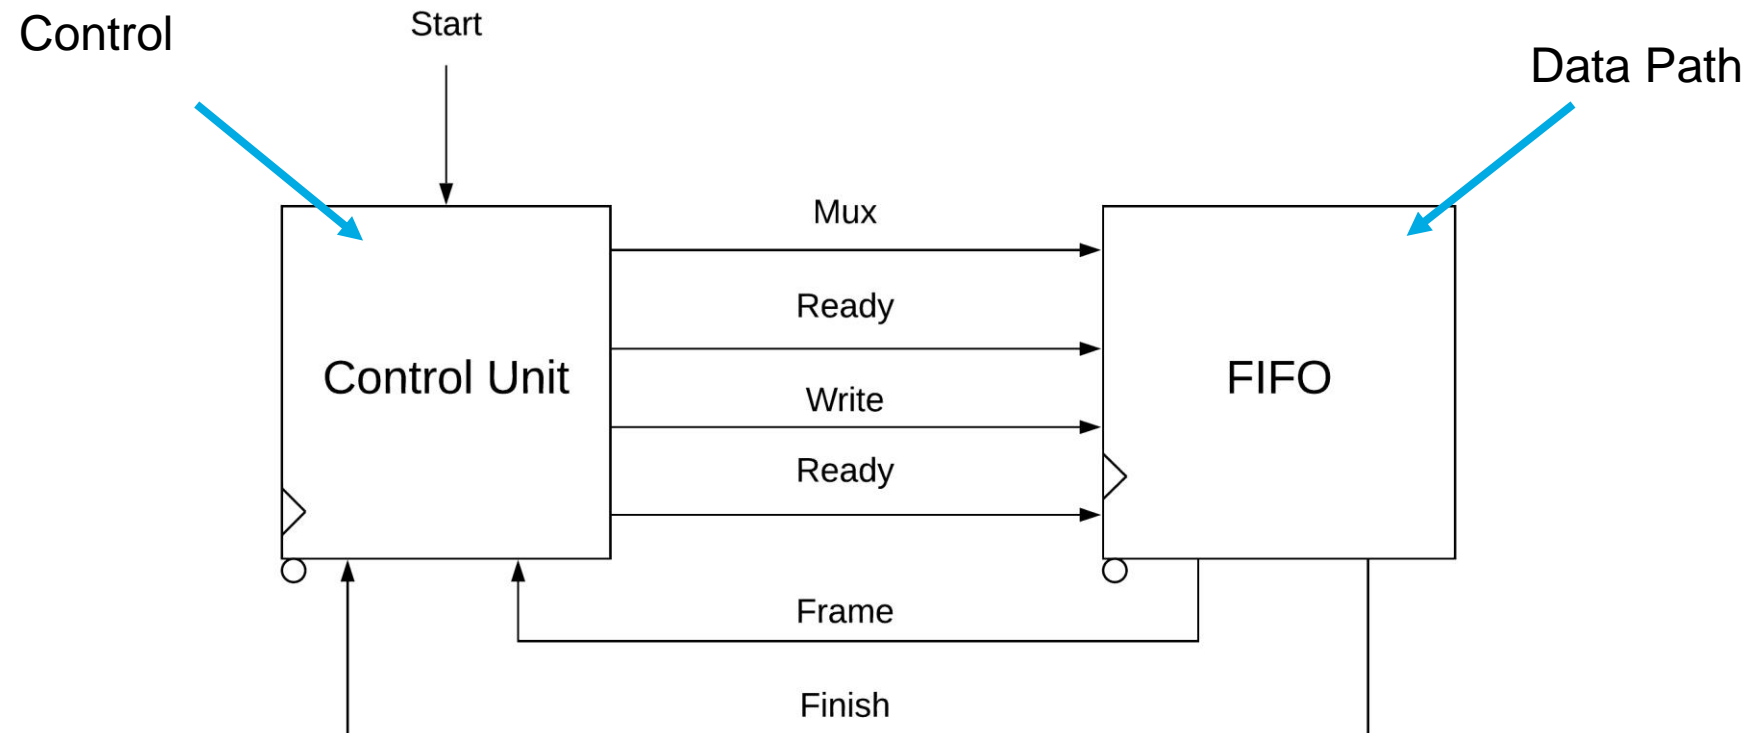 Control
Start
Data Path
Mux
Ready
Control Unit
FIFO
Write
Ready
Frame
Finish